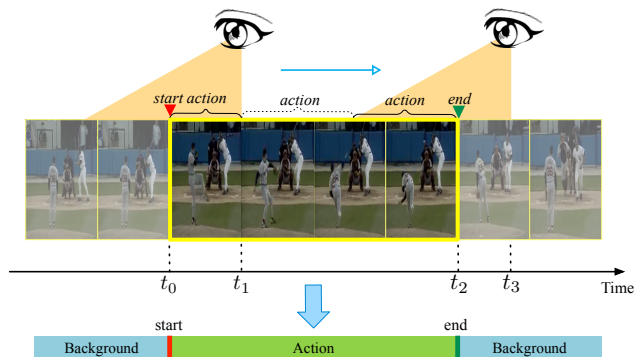 start action
action
action
end
t₀
t₁
t₂
t₃
Time
start
end
Background
Action
Background